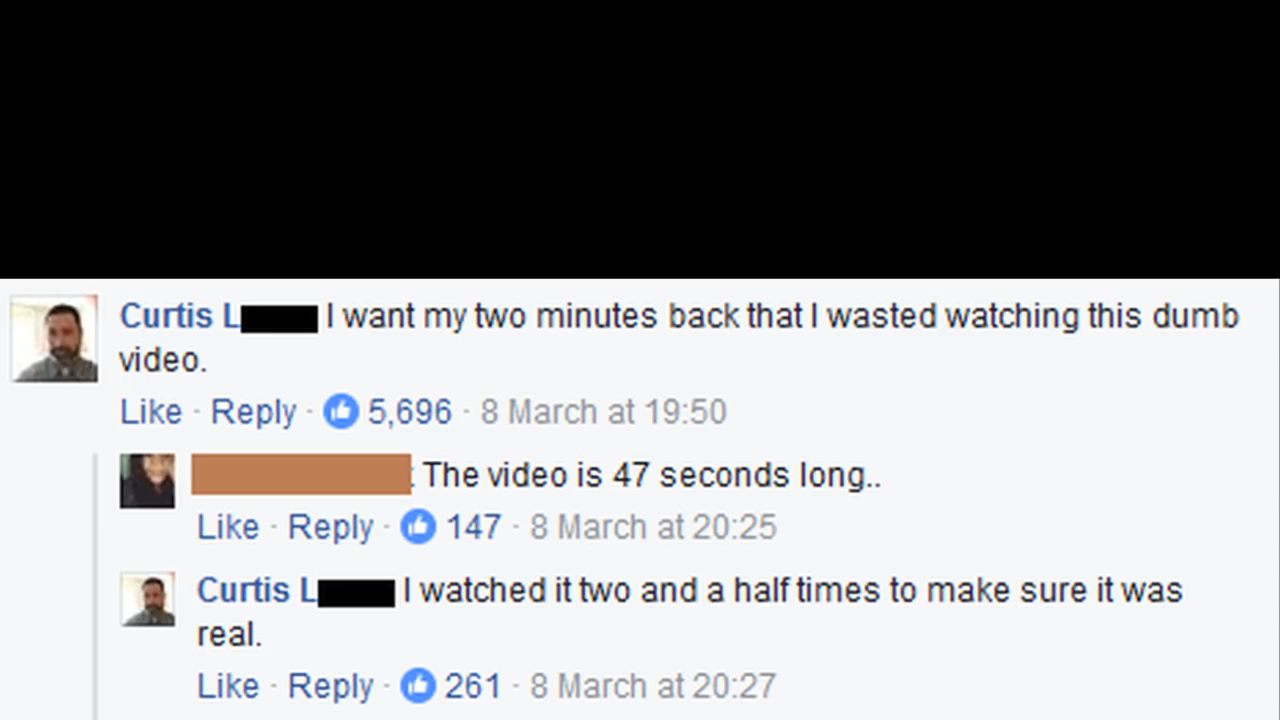 Curtis L I want my two minutes back that I wasted watching this dumb
video.
Like · Reply · 5,696 · 8 March at 19:50
The video is 47 seconds long..
Like · Reply · 147 · 8 March at 20:25
Curtis L I watched it two and a half times to make sure it was
real.
Like · Reply · 261 · 8 March at 20:27